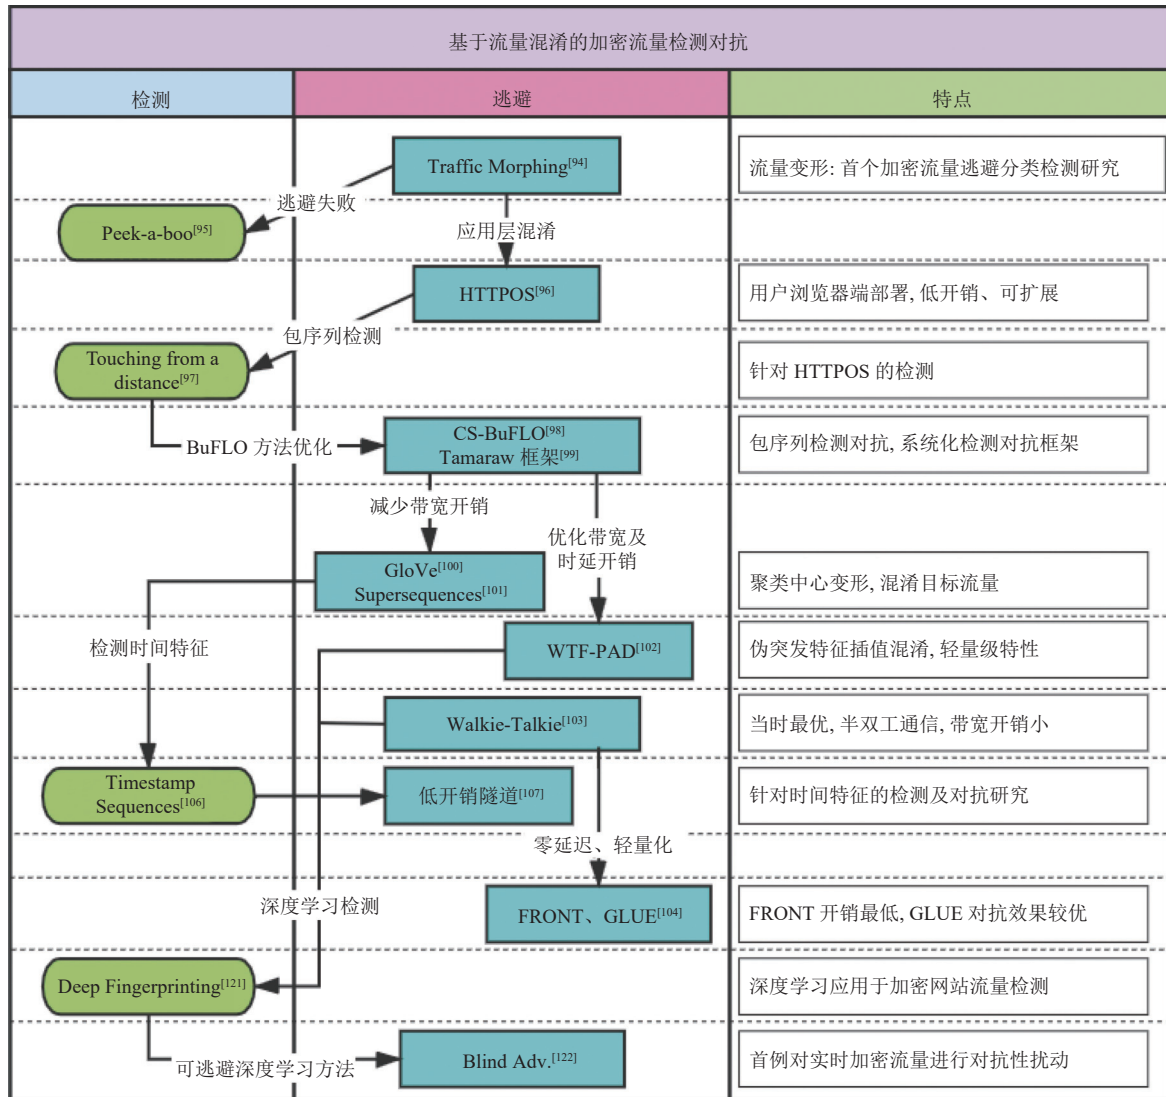 基于流量混淆的加密流量检测对抗
检测
逃避
特点
Traffic Morphing[94]
流量变形: 首个加密流量逃避分类检测研究
逃避失败
Peek-a-boo[95]
应用层混淆
HTTPOS[96]
用户浏览器端部署, 低开销、可扩展
包序列检测
Touching from a
distance[97]
针对 HTTPOS 的检测
BuFLO 方法优化
CS-BuFLO[98]
Tamaraw 框架[99]
包序列检测对抗, 系统化检测对抗框架
减少带宽开销
优化带宽及
时延开销
GloVe[100]
Supersequences[101]
聚类中心变形, 混淆目标流量
检测时间特征
WTF-PAD[102]
伪突发特征插值混淆, 轻量级特性
Walkie-Talkie[103]
当时最优, 半双工通信, 带宽开销小
Timestamp
Sequences[106]
低开销隧道[107]
针对时间特征的检测及对抗研究
零延迟、轻量化
深度学习检测
FRONT、GLUE[104]
FRONT 开销最低, GLUE 对抗效果较优
Deep Fingerprinting[121]
深度学习应用于加密网站流量检测
可逃避深度学习方法
Blind Adv.[122]
首例对实时加密流量进行对抗性扰动